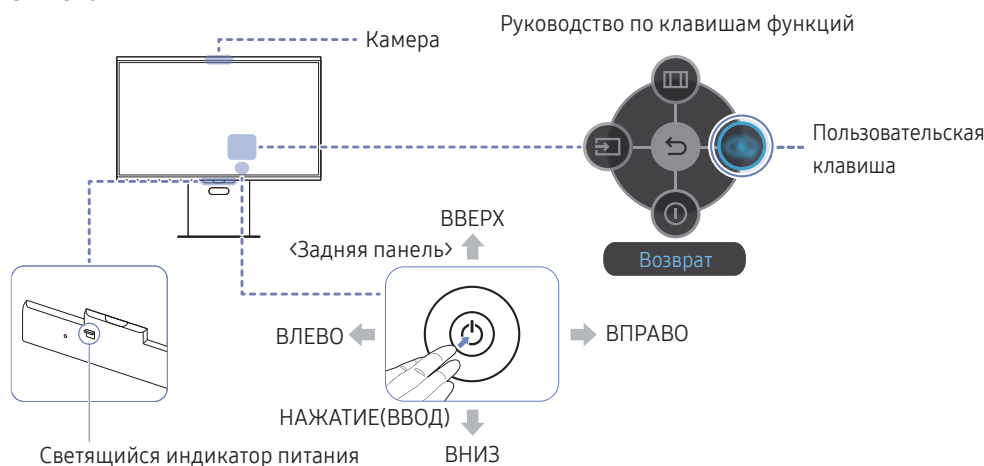 Руководство по клавишам функций
Камера
Пользовательская
клавиша
ВВЕРХ
<Задняя панель>
Возврат
ВЛЕВО
ВПРАВО
НАЖАТИЕ(ВВОД)
ВНИЗ
Светящийся индикатор питания